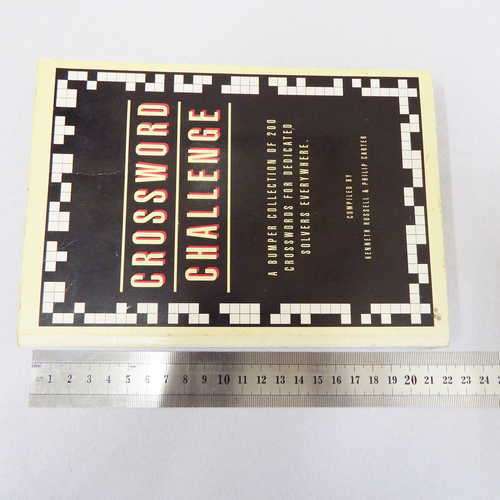 CROSSWORD
CHALLENGE
A BUMPER COLLECTION OF 200
CROSSWORDS FOR DEDICATED
SOLVERS EVERYWHERE.
COMPILED BY
KENNETH RUSSELL & PHILIP CARTER
1 2 3 4 5 6 7 8 9 10 11 12 13 14 15 16 17 18 19 20 21 22 23 24